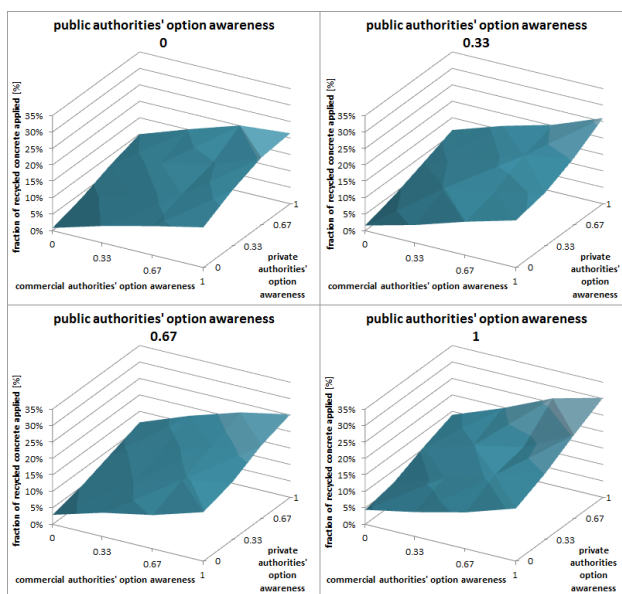 public authorities' option awareness
0
fraction of recycled concrete applied [%]
35%
30%
25%
20%
15%
10%
5%
0%
0
0.33
0.67
1
commercial authorities' option awareness
0
0.33
0.67
1
private
authorities'
option
awareness
public authorities' option awareness
0.33
fraction of recycled concrete applied [%]
35%
30%
25%
20%
15%
10%
5%
0%
0
0.33
0.67
1
commercial authorities' option awareness
0
0.33
0.67
1
private
authorities'
option
awareness
public authorities' option awareness
0.67
fraction of recycled concrete applied [%]
35%
30%
25%
20%
15%
10%
5%
0%
0
0.33
0.67
1
commercial authorities' option awareness
0
0.33
0.67
1
private
authorities'
option
awareness
public authorities' option awareness
1
fraction of recycled concrete applied [%]
35%
30%
25%
20%
15%
10%
5%
0%
0
0.33
0.67
1
commercial authorities' option awareness
0
0.33
0.67
1
private
authorities'
option
awareness